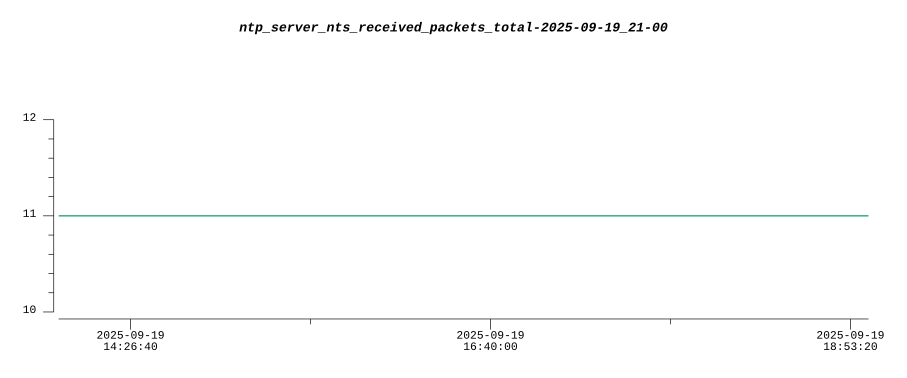 ntp_server_nts_received_packets_total-2025-09-19_21-00
12
11
10
2025-09-19 2025-09-19 2025-09-19
14:26:40 16:40:00 18:53:20